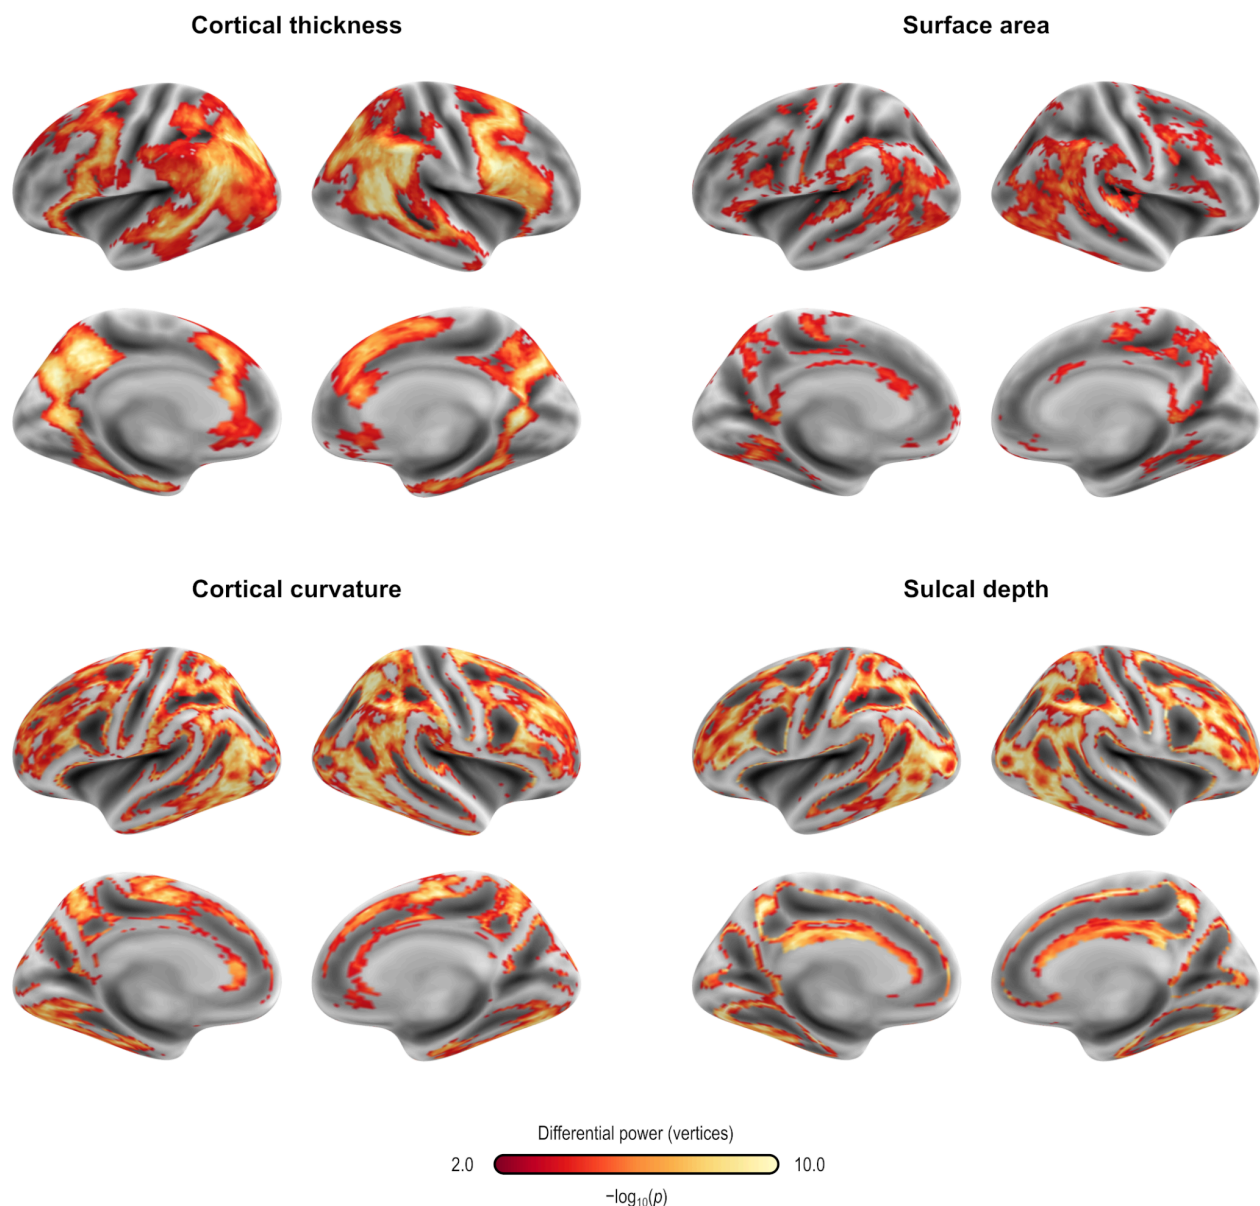 Cortical thickness
Surface area
Cortical curvature
Sulcal depth
Differential power (vertices)
2.0
10.0
−log₁₀(p)